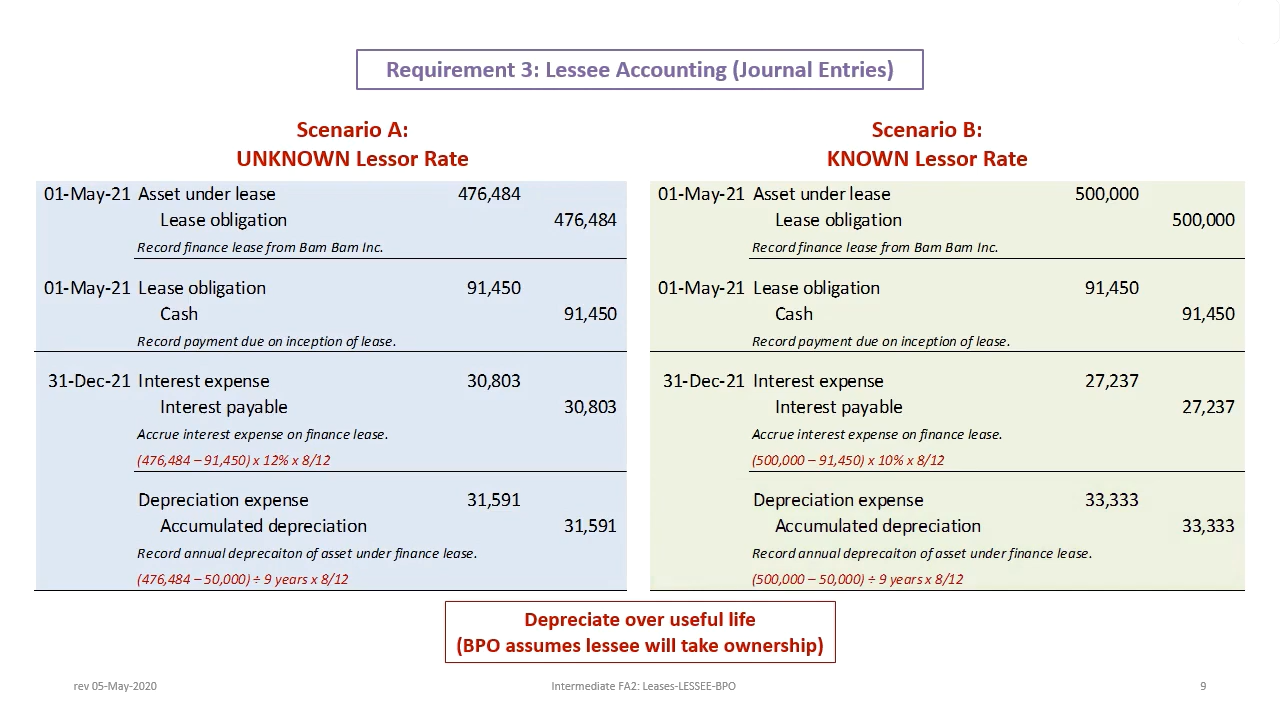 Requirement 3: Lessee Accounting (Journal Entries)
Scenario A:
UNKNOWN Lessor Rate
01-May-21 Asset under lease 476,484
Lease obligation 476,484
Record finance lease from Bam Bam Inc.
01-May-21 Lease obligation 91,450
Cash 91,450
Record payment due on inception of lease.
31-Dec-21 Interest expense 30,803
Interest payable 30,803
Accrue interest expense on finance lease.
(476,484 – 91,450) x 12% x 8/12
Depreciation expense 31,591
Accumulated depreciation 31,591
Record annual deprecaiton of asset under finance lease.
(476,484 – 50,000) ÷ 9 years x 8/12
Scenario B:
KNOWN Lessor Rate
01-May-21 Asset under lease 500,000
Lease obligation 500,000
Record finance lease from Bam Bam Inc.
01-May-21 Lease obligation 91,450
Cash 91,450
Record payment due on inception of lease.
31-Dec-21 Interest expense 27,237
Interest payable 27,237
Accrue interest expense on finance lease.
(500,000 – 91,450) x 10% x 8/12
Depreciation expense 33,333
Accumulated depreciation 33,333
Record annual deprecaiton of asset under finance lease.
(500,000 – 50,000) ÷ 9 years x 8/12
Depreciate over useful life
(BPO assumes lessee will take ownership)
rev 05-May-2020
Intermediate FA2: Leases-LESSEE-BPO
9